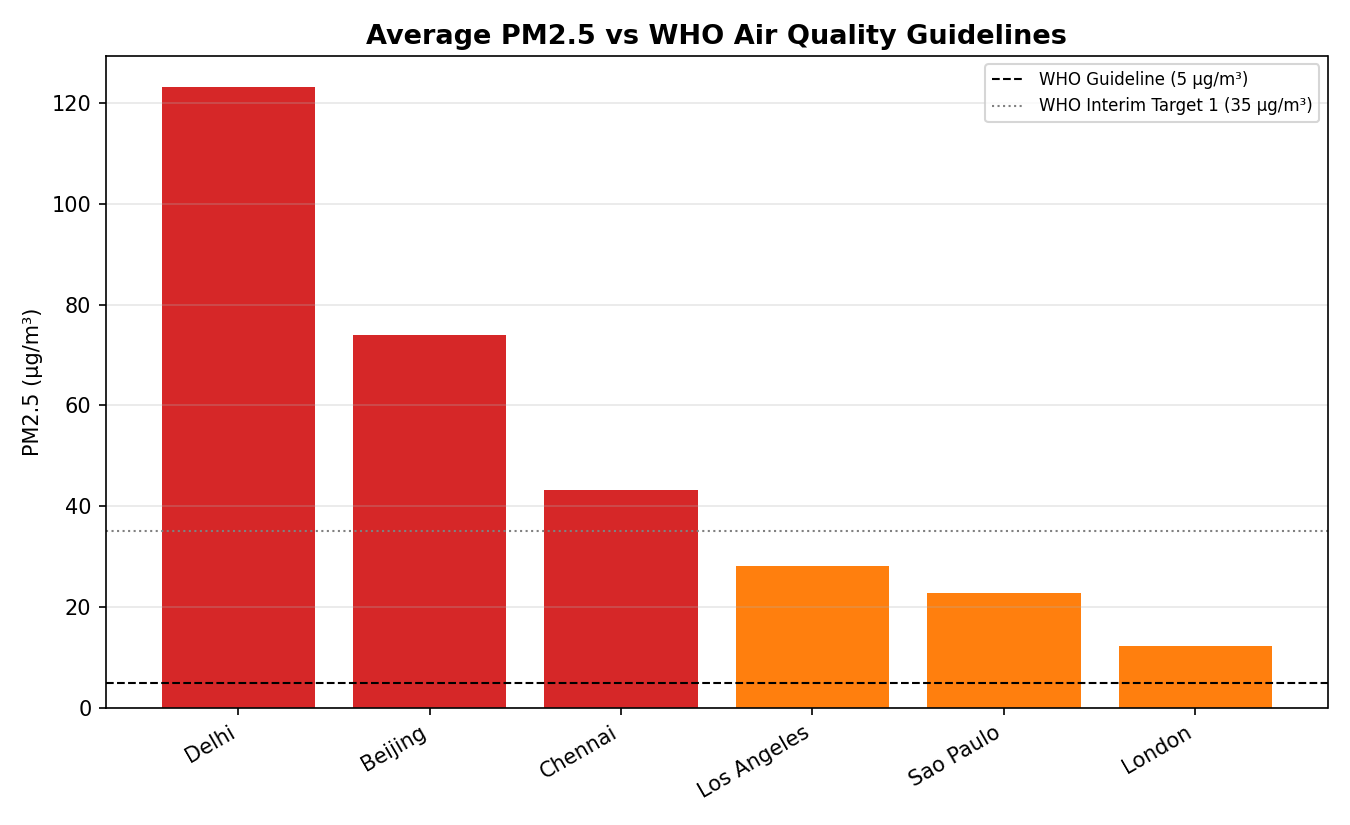 Average PM2.5 vs WHO Air Quality Guidelines
WHO Guideline (5 µg/m³)
WHO Interim Target 1 (35 µg/m³)
PM2.5 (µg/m³)
120
100
80
60
40
20
0
Delhi
Beijing
Chennai
Los Angeles
Sao Paulo
London